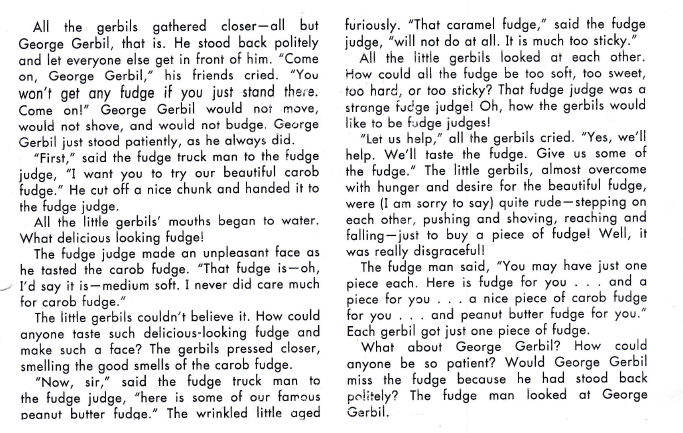 All the gerbils gathered closer—all but
George Gerbil, that is. He stood back politely
and let everyone else get in front of him. "Come
on, George Gerbil," his friends cried. "You
won't get any fudge if you just stand there.
Come on!" George Gerbil would not move,
would not shove, and would not budge. George
Gerbil just stood patiently, as he always did.
"First," said the fudge truck man to the fudge
judge, "I want you to try our beautiful carob
fudge." He cut off a nice chunk and handed it to
the fudge judge.
All the little gerbils' mouths began to water.
What delicious looking fudge!
The fudge judge made an unpleasant face as
he tasted the carob fudge. "That fudge is—oh,
I'd say it is—medium soft. I never did care much
for carob fudge."
The little gerbils couldn't believe it. How could
anyone taste such delicious-looking fudge and
make such a face? The gerbils pressed closer,
smelling the good smells of the carob fudge.
"Now, sir," said the fudge truck man to
the fudge judge, "here is some of our famous
peanut butter fudge." The wrinkled little aged
furiously. "That caramel fudge," said the fudge
judge, "will not do at all. It is much too sticky."
All the little gerbils looked at each other.
How could all the fudge be too soft, too sweet,
too hard, or too sticky? That fudge judge was a
strange fudge judge! Oh, how the gerbils would
like to be fudge judges!
"Let us help," all the gerbils cried. "Yes, we'll
help. We'll taste the fudge. Give us some of
the fudge." The little gerbils, almost overcome
with hunger and desire for the beautiful fudge,
were (I am sorry to say) quite rude—stepping on
each other, pushing and shoving, reaching and
falling—just to buy a piece of fudge! Well, it
was really disgraceful!
The fudge man said, "You may have just one
piece each. Here is fudge for you . . . and a
piece for you . . . a nice piece of carob fudge
for you . . . and peanut butter fudge for you."
Each gerbil got just one piece of fudge.
What about George Gerbil? How could
anyone be so patient? Would George Gerbil
miss the fudge because he had stood back
politely? The fudge man looked at George
Gerbil.